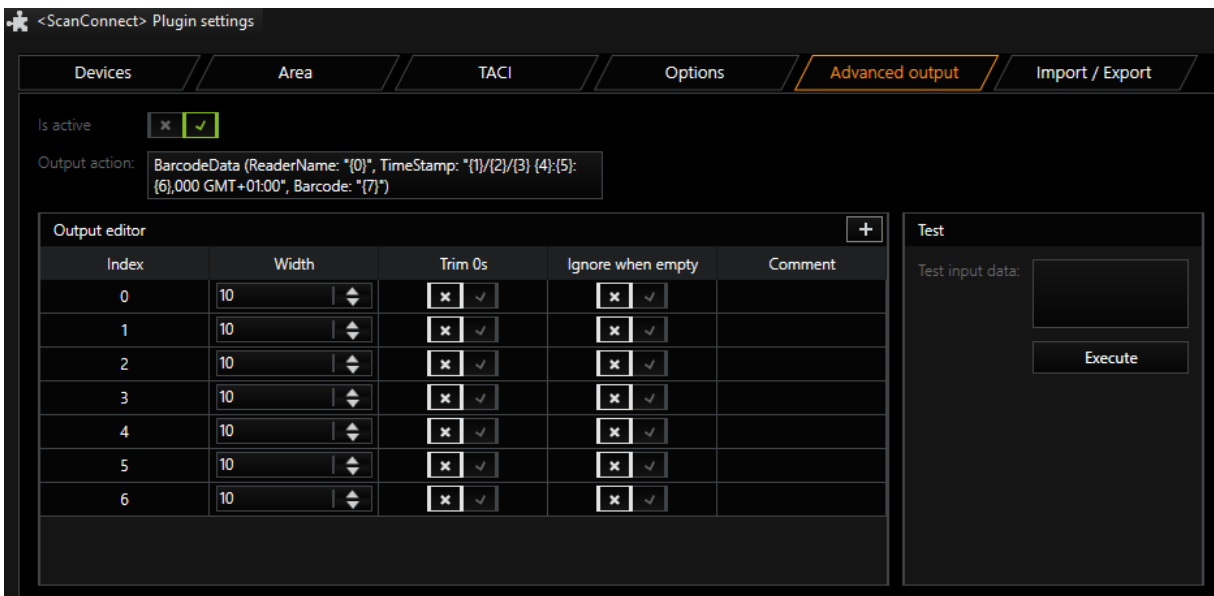 <ScanConnect> Plugin settings
Devices
Area
TACI
Options
Advanced output
Import / Export
Is active
Output action:
BarcodeData (ReaderName: "{0}", TimeStamp: "{1}/{2}/{3} {4}:{5}:
{6},000 GMT+01:00", Barcode: "{7}")
Output editor
+
Index Width Trim 0s Ignore when empty Comment
0 10
1 10
2 10
3 10
4 10
5 10
6 10
Test
Test input data:
Execute